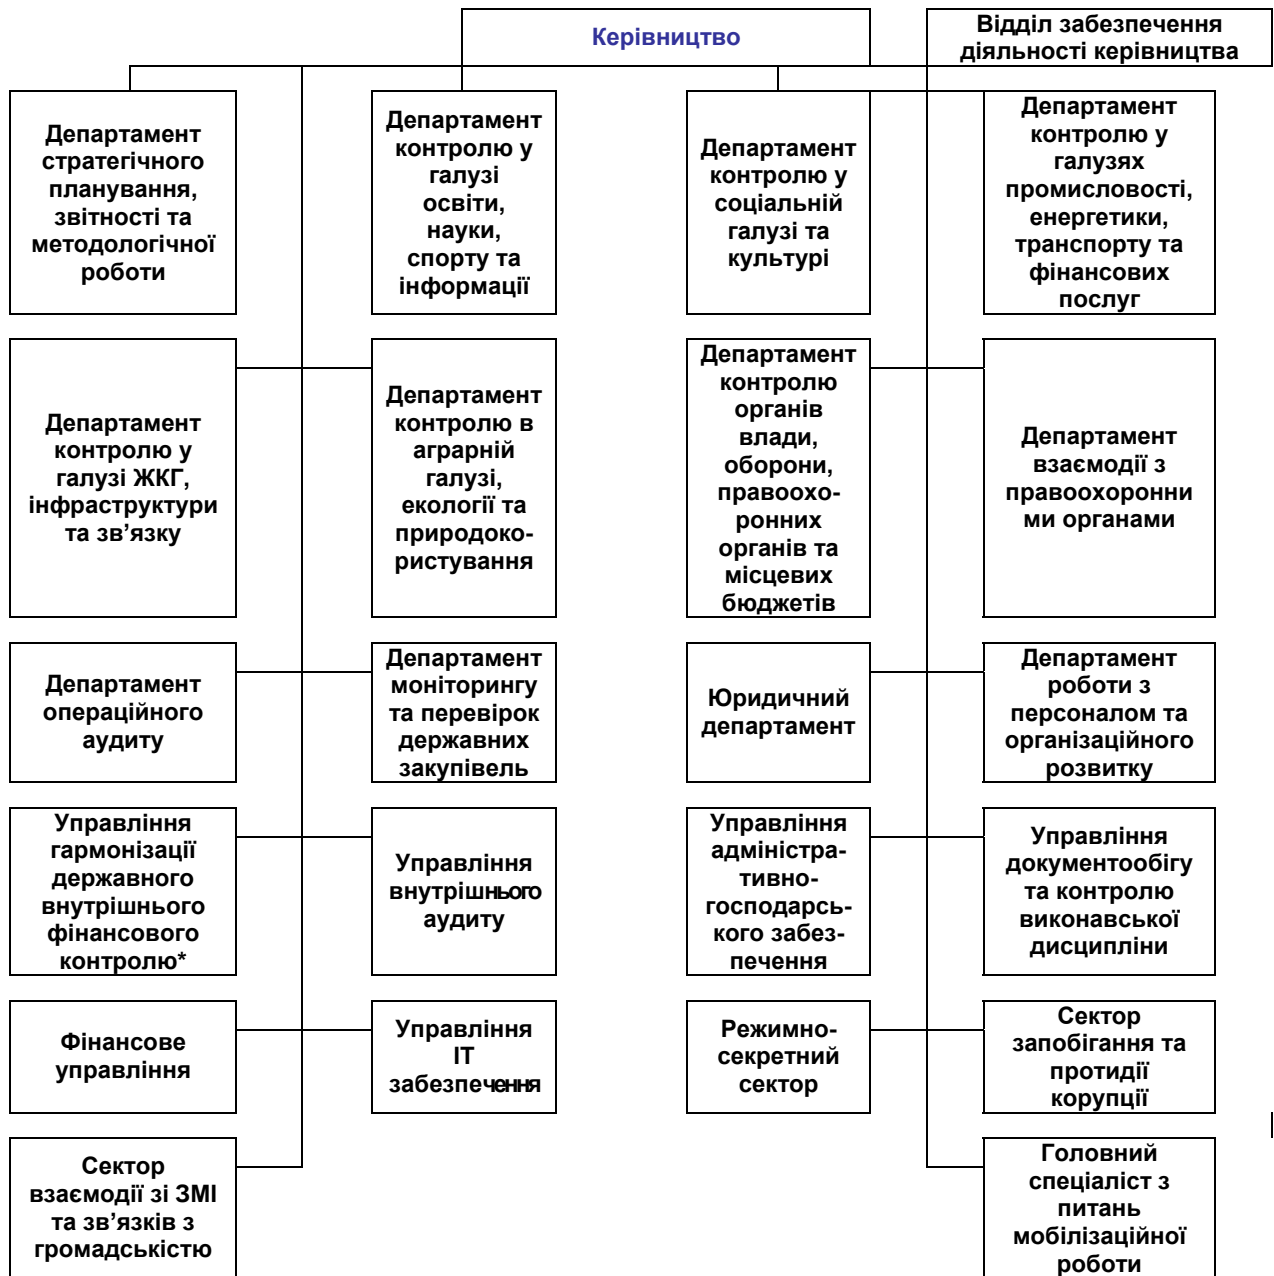 Керівництво
Відділ забезпечення
діяльності керівництва
Департамент
стратегічного
планування,
звітності та
методологічної
роботи
Департамент
контролю у
галузі
освіти,
науки,
спорту та
інформації
Департамент
контролю у
соціальній
галузі та
культурі
Департамент
контролю у
галузях
промисловості,
енергетики,
транспорту та
фінансових
послуг
Департамент
контролю у
галузі ЖКГ,
інфраструктури
та зв’язку
Департамент
контролю в
аграрній
галузі,
екології та
природоко-
ристування
Департамент
контролю
органів
влади,
оборони,
правоохо-
ронних
органів та
місцевих
бюджетів
Департамент
взаємодії з
правоохоронни
ми органами
Департамент
операційного
аудиту
Департамент
моніторингу
та перевірок
державних
закупівель
Юридичний
департамент
Департамент
роботи з
персоналом та
організаційного
розвитку
Управління
гармонізації
державного
внутрішнього
фінансового
контролю*
Управління
внутрішнього
аудиту
Управління
адміністра-
тивно-
господарсь-
кого забез-
печення
Управління
документообігу
та контролю
виконавської
дисципліни
Фінансове
управління
Управління
ІТ
забезпечення
Режимно-
секретний
сектор
Сектор
запобігання та
протидії
корупції
Сектор
взаємодії зі ЗМІ
та зв’язків з
громадськістю
Головний
спеціаліст з
питань
мобілізаційної
роботи